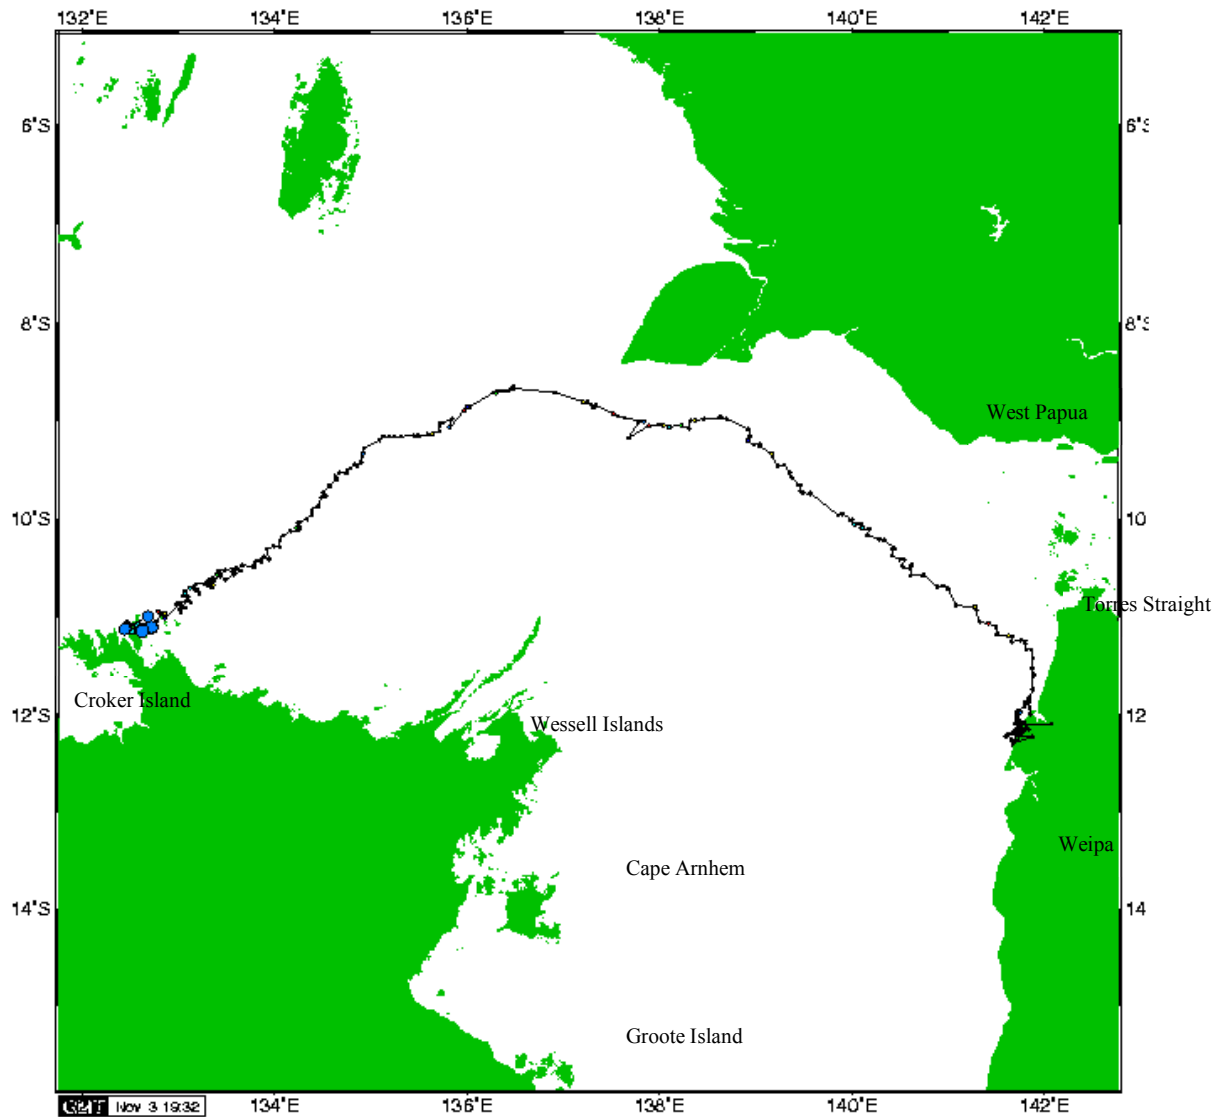 132°E 134°E 136°E 138°E 140°E 142°E
6°S 6°S
8°S 8°S
West Papua
10°S 10
Torres Straight
Croker Island
12°S 12
Wessell Islands
Weipa
Cape Arnhem
14°S 14
Groote Island
GMT Nov 3 19:32
134°E 136°E 138°E 140°E 142°E